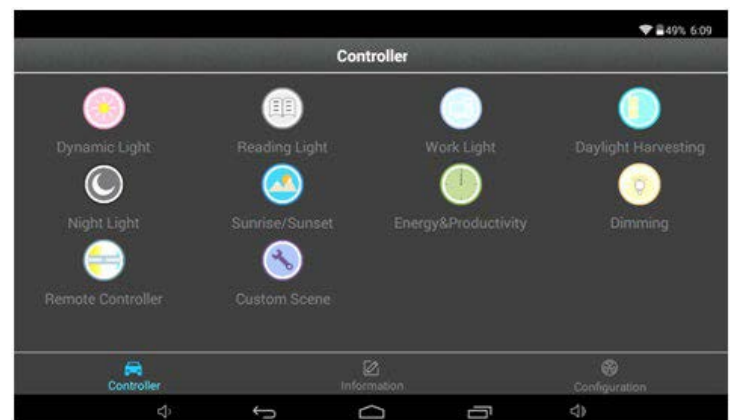 49% 6:09
Controller
Dynamic Light Reading Light Work Light Daylight Harvesting
Night Light Sunrise/Sunset Energy&Productivity Dimming
Remote Controller Custom Scene
Controller Information Configuration